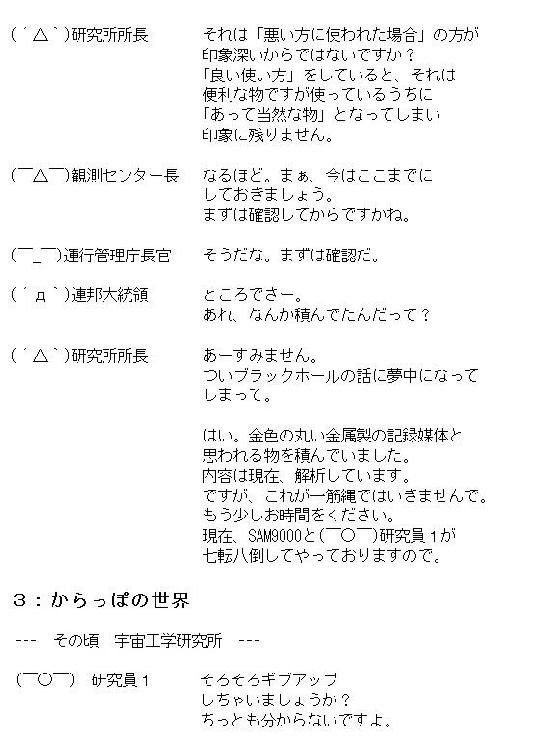 (´△｀)研究所所長　それは「悪い方に使われた場合」の方が
印象深いからではないですか？
「良い使い方」をしていると、それは
便利な物ですが使っているうちに
「あって当然な物」となってしまい
印象に残りません。
(￣△￣)観測センター長　なるほど。まぁ、今はここまでに
しておきましょう。
まずは確認してからですかね。
(￣_￣)運行管理庁長官　そうだな。まずは確認だ。
(´д｀)連邦大統領　ところでさー。
あれ、なんか積んでたんだって？
(´△｀)研究所所長　あーすみません。
ついブラックホールの話に夢中になって
しまって。
はい。金色の丸い金属製の記録媒体と
思われる物を積んでいました。
内容は現在、解析しています。
ですが、これが一筋縄ではいきませんで。
もう少しお時間をください。
現在、SAM9000と(￣○￣)研究員１が
七転八倒してやっておりますので。
３：からっぽの世界
---　その頃　宇宙工学研究所　---
(￣○￣)　研究員１　そろそろギブアップ
しちゃいましょうか？
ちっとも分からないですよ。